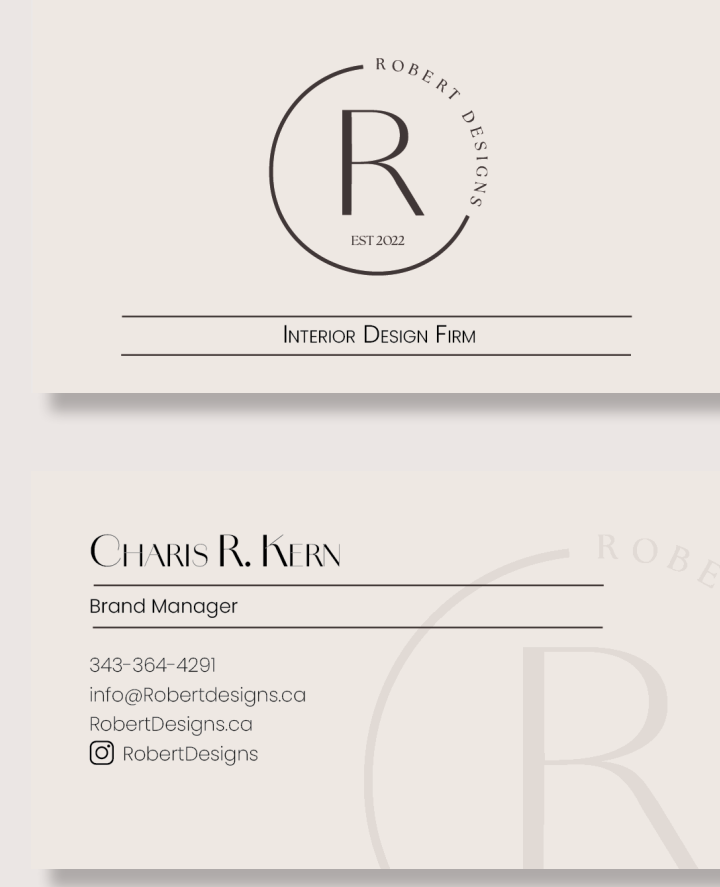 ROBERT DESIGNS
R
EST 2022
INTERIOR DESIGN FIRM
CHARIS R. KERN
Brand Manager
343-364-4291
info@Robertdesigns.ca
RobertDesigns.ca
RobertDesigns
ROBE
R